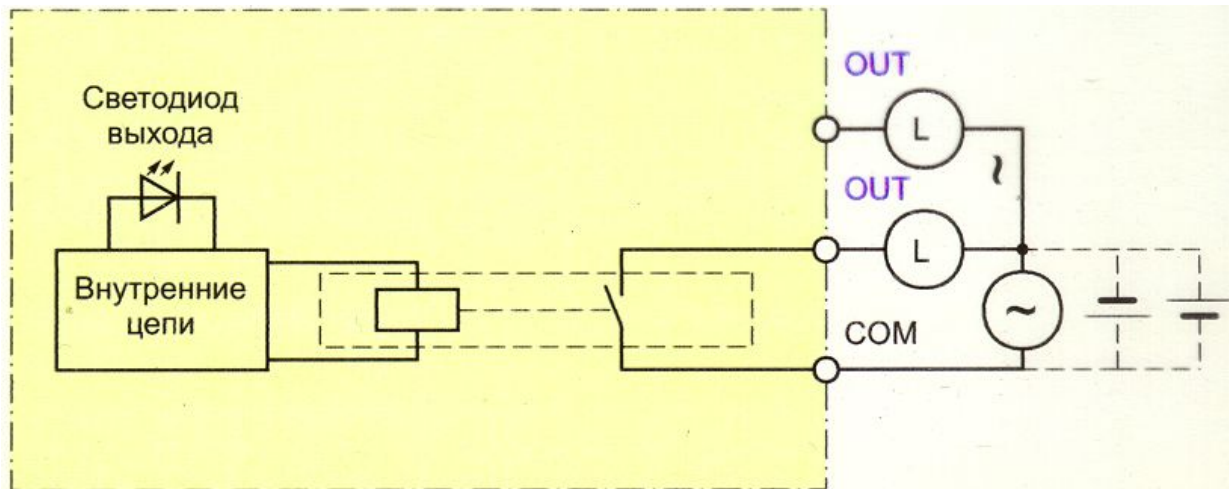 Светодиод
выхода
Внутренние
цепи
OUT
L
~
OUT
L
COM
~